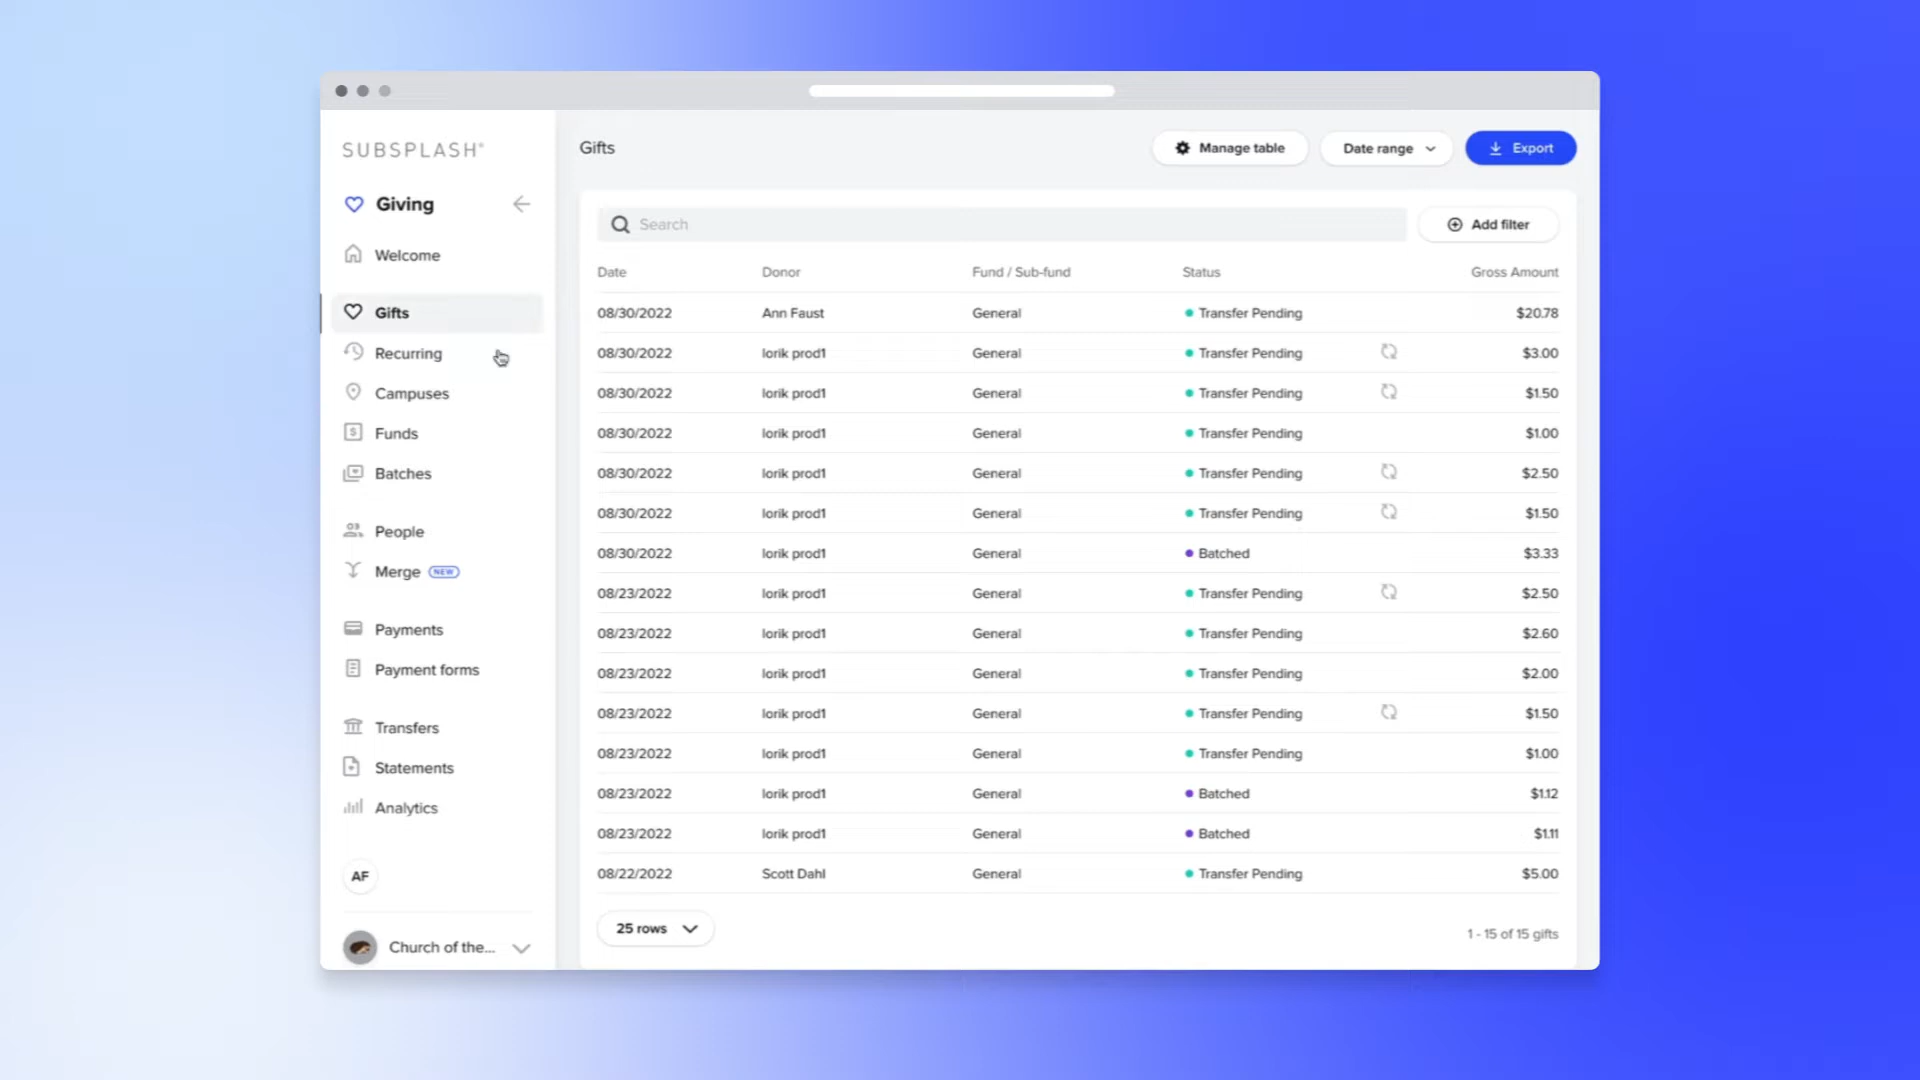 SUBSPLASH®
Giving
Welcome
Gifts
Recurring
Campuses
Funds
Batches
People
Merge NEW
Payments
Payment forms
Transfers
Statements
Analytics
AF
Church of the...
Gifts
Manage table
Date range
Export
Search
Add filter
Date Donor Fund / Sub-fund Status Gross Amount
08/30/2022 Ann Faust General Transfer Pending $20.78
08/30/2022 lorik prod1 General Transfer Pending $3.00
08/30/2022 lorik prod1 General Transfer Pending $1.50
08/30/2022 lorik prod1 General Transfer Pending $1.00
08/30/2022 lorik prod1 General Transfer Pending $2.50
08/30/2022 lorik prod1 General Transfer Pending $1.50
08/30/2022 lorik prod1 General Batched $3.33
08/23/2022 lorik prod1 General Transfer Pending $2.50
08/23/2022 lorik prod1 General Transfer Pending $2.60
08/23/2022 lorik prod1 General Transfer Pending $2.00
08/23/2022 lorik prod1 General Transfer Pending $1.50
08/23/2022 lorik prod1 General Transfer Pending $1.00
08/23/2022 lorik prod1 General Batched $1.12
08/23/2022 lorik prod1 General Batched $1.11
08/22/2022 Scott Dahl General Transfer Pending $5.00
25 rows
1 - 15 of 15 gifts